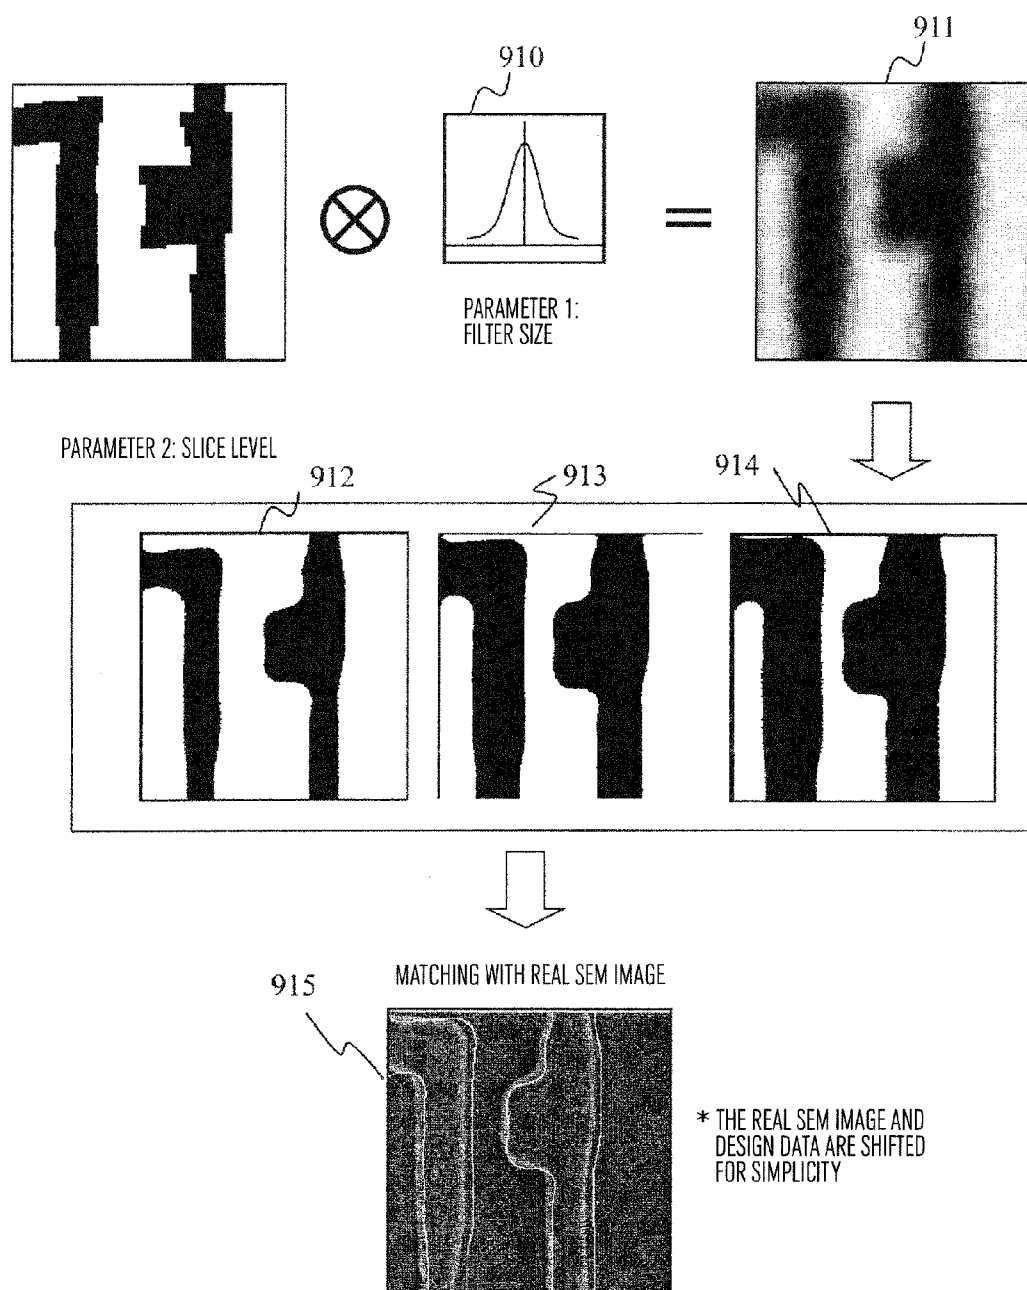 910
911
PARAMETER 1:
FILTER SIZE
PARAMETER 2: SLICE LEVEL
912
913
914
MATCHING WITH REAL SEM IMAGE
915
* THE REAL SEM IMAGE AND
DESIGN DATA ARE SHIFTED
FOR SIMPLICITY